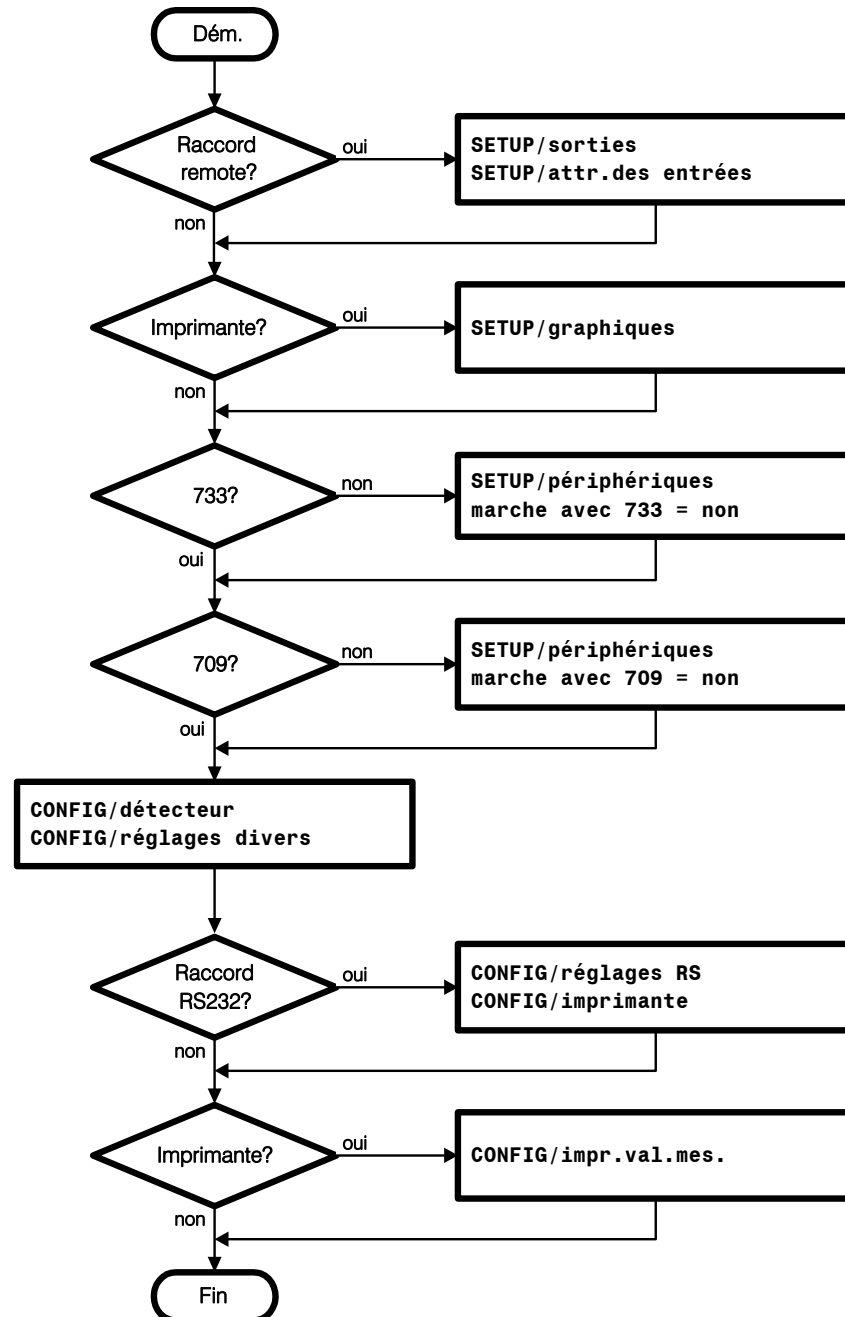 Dém.
Raccord
remote?
oui
SETUP/sorties
SETUP/attr.des entrées
non
Imprimante?
oui
SETUP/graphiques
non
733?
non
SETUP/périphériques
marche avec 733 = non
oui
709?
non
SETUP/périphériques
marche avec 709 = non
oui
CONFIG/détecteur
CONFIG/réglages divers
Raccord
RS232?
oui
CONFIG/réglages RS
CONFIG/imprimante
non
Imprimante?
oui
CONFIG/impr.val.mes.
non
Fin